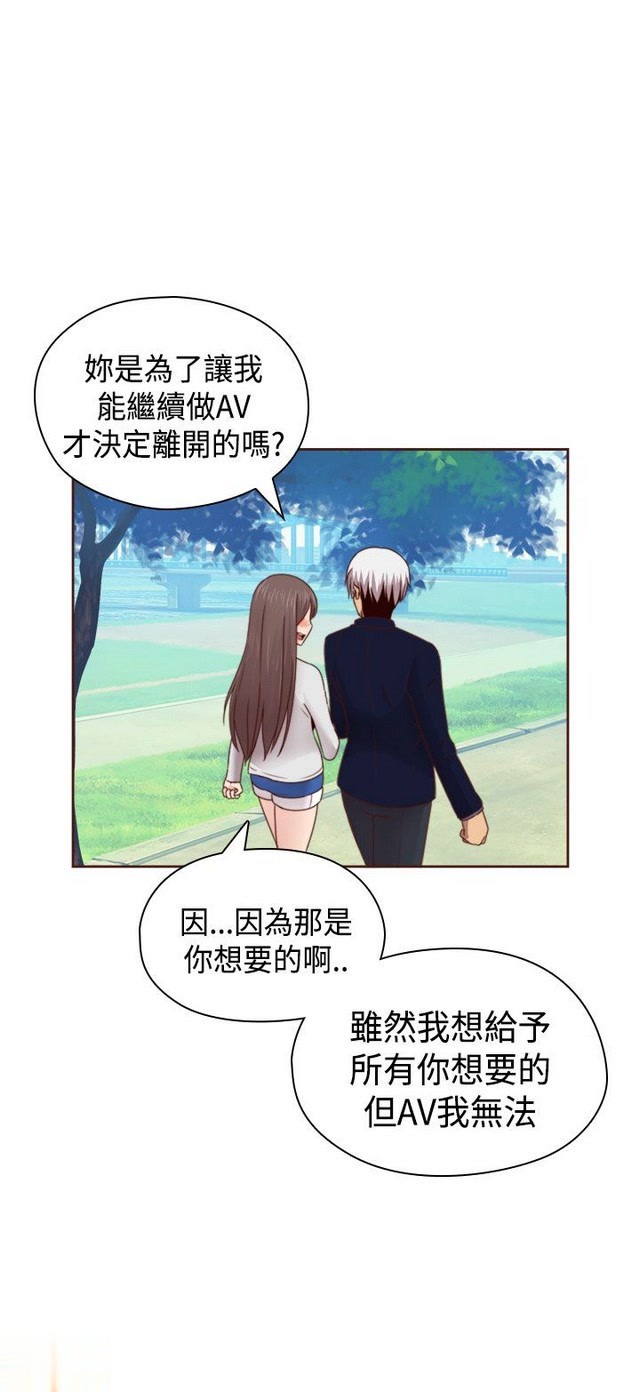 妳是為了讓我
能繼續做AV
才決定離開的嗎?
因...因為那是
你想要的啊..
雖然我想給予
所有你想要的
但AV我無法